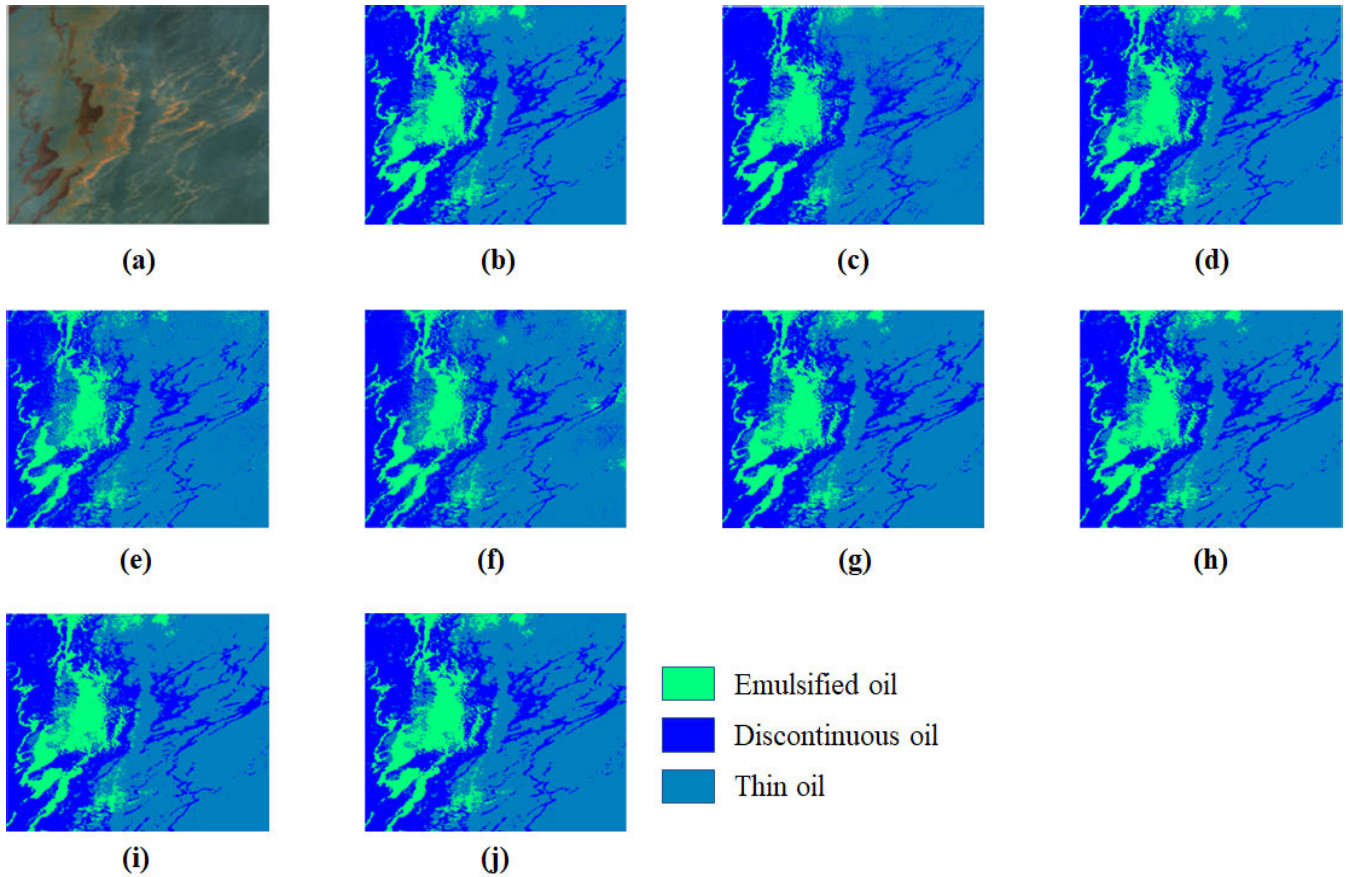 (a)
(b)
(c)
(d)
(e)
(f)
(g)
(h)
(i)
(j)
Emulsified oil
Discontinuous oil
Thin oil